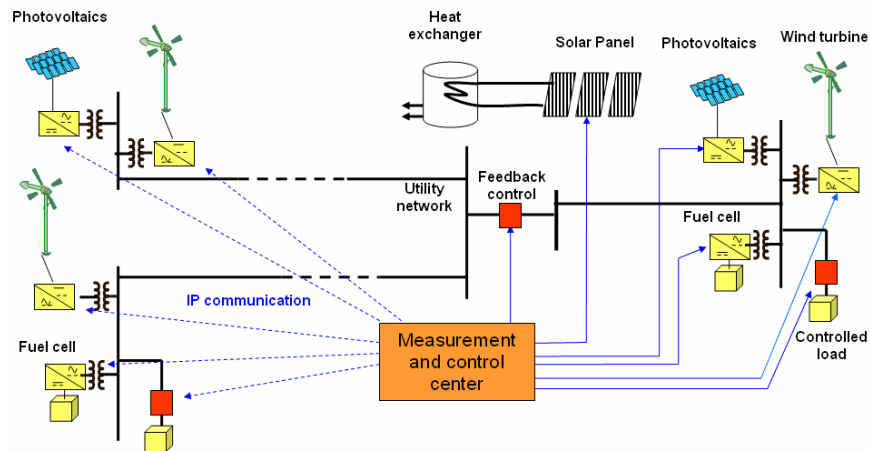 Photovoltaics
Heat
exchanger
Solar Panel
Photovoltaics
Wind turbine
Utility
network
Feedback
control
Fuel cell
IP communication
Measurement
and control
center
Controlled
load
Fuel cell